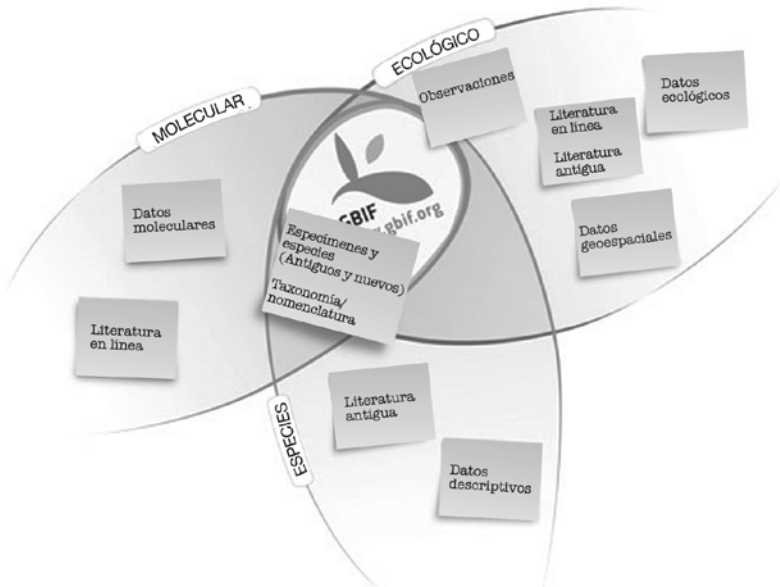 ECOLÓGICO
MOLECULAR
Observaciones
Datos
ecológicos
Literatura
en línea
Literatura
antigua
Datos
moleculares
GBIF
gbif.org
Datos
geoespaciales
Especímenes y
especies
(Antiguos y nuevos)
Taxonomía/
nomenclatura
Literatura
en línea
ESPECIES
Literatura
antigua
Datos
descriptivos